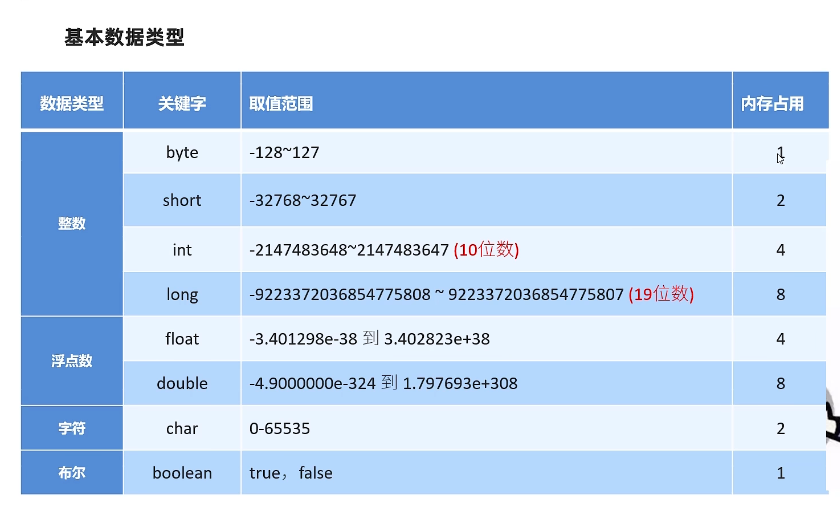 基本数据类型
数据类型 关键字 取值范围 内存占用
整数 byte -128~127 1
short -32768~32767 2
int -2147483648~2147483647 (10位数) 4
long -9223372036854775808 ~ 9223372036854775807 (19位数) 8
浮点数 float -3.401298e-38 到 3.402823e+38 4
double -4.9000000e-324 到 1.797693e+308 8
字符 char 0-65535 2
布尔 boolean true，false 1